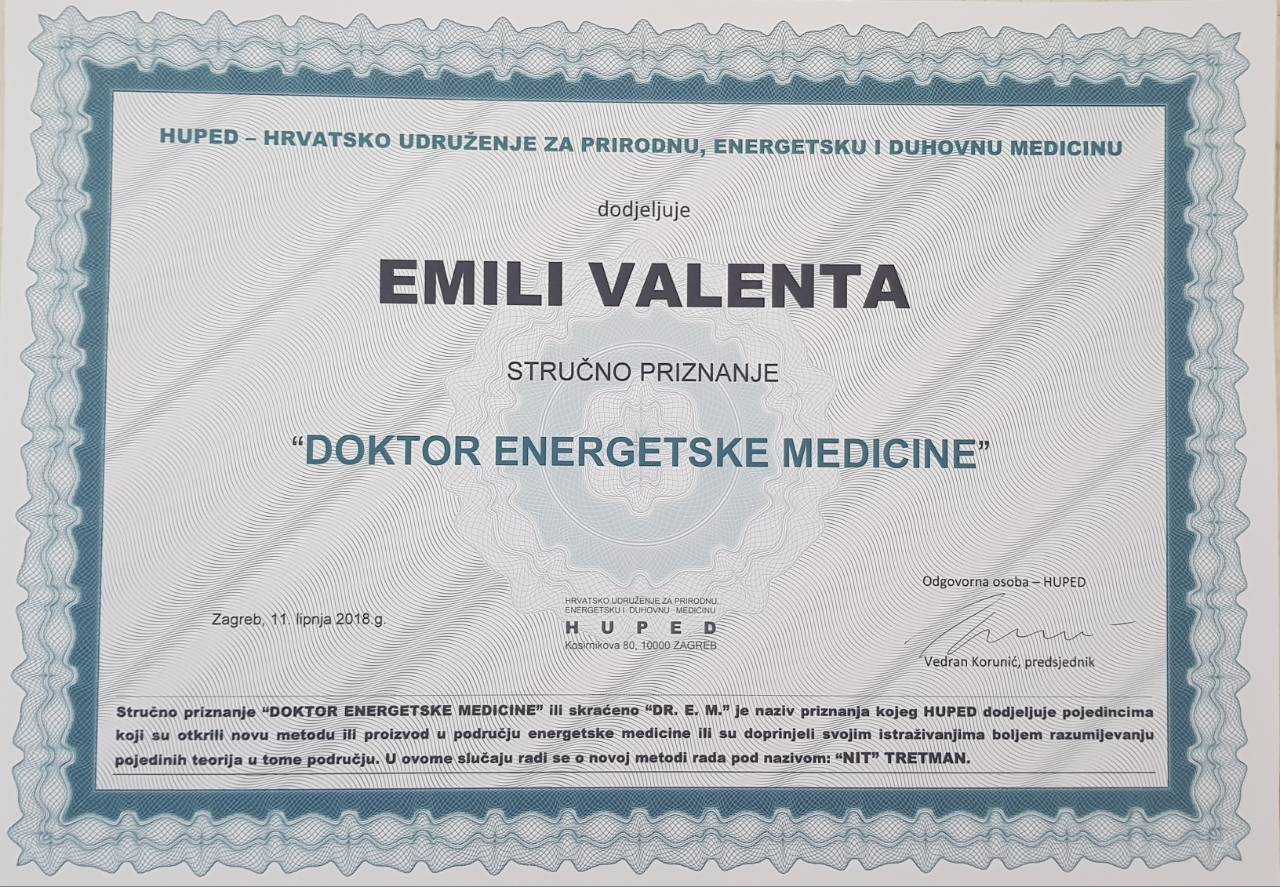 HUPED – HRVATSKO UDRUŽENJE ZA PRIRODNU, ENERGETSKU I DUHOVNU MEDICINU
dodjeljuje
EMILI VALENTA
STRUČNO PRIZNANJE
“DOKTOR ENERGETSKE MEDICINE”
Odgovorna osoba – HUPED
HRVATSKO UDRUŽENJE ZA PRIRODNU,
ENERGETSKU I DUHOVNU MEDICINU
H U P E D
Kosirnikova 80, 10000 ZAGREB
Zagreb, 11. lipnja 2018.g.
Vedran Korunić, predsjednik
Stručno priznanje “DOKTOR ENERGETSKE MEDICINE” ili skraćeno “DR. E. M.” je naziv priznanja kojeg HUPED dodjeljuje pojedincima
koji su otkrili novu metodu ili proizvod u području energetske medicine ili su doprinjeli svojim istraživanjima boljem razumijevanju
pojedinih teorija u tome području. U ovome slučaju radi se o novoj metodi rada pod nazivom: “NIT” TRETMAN.